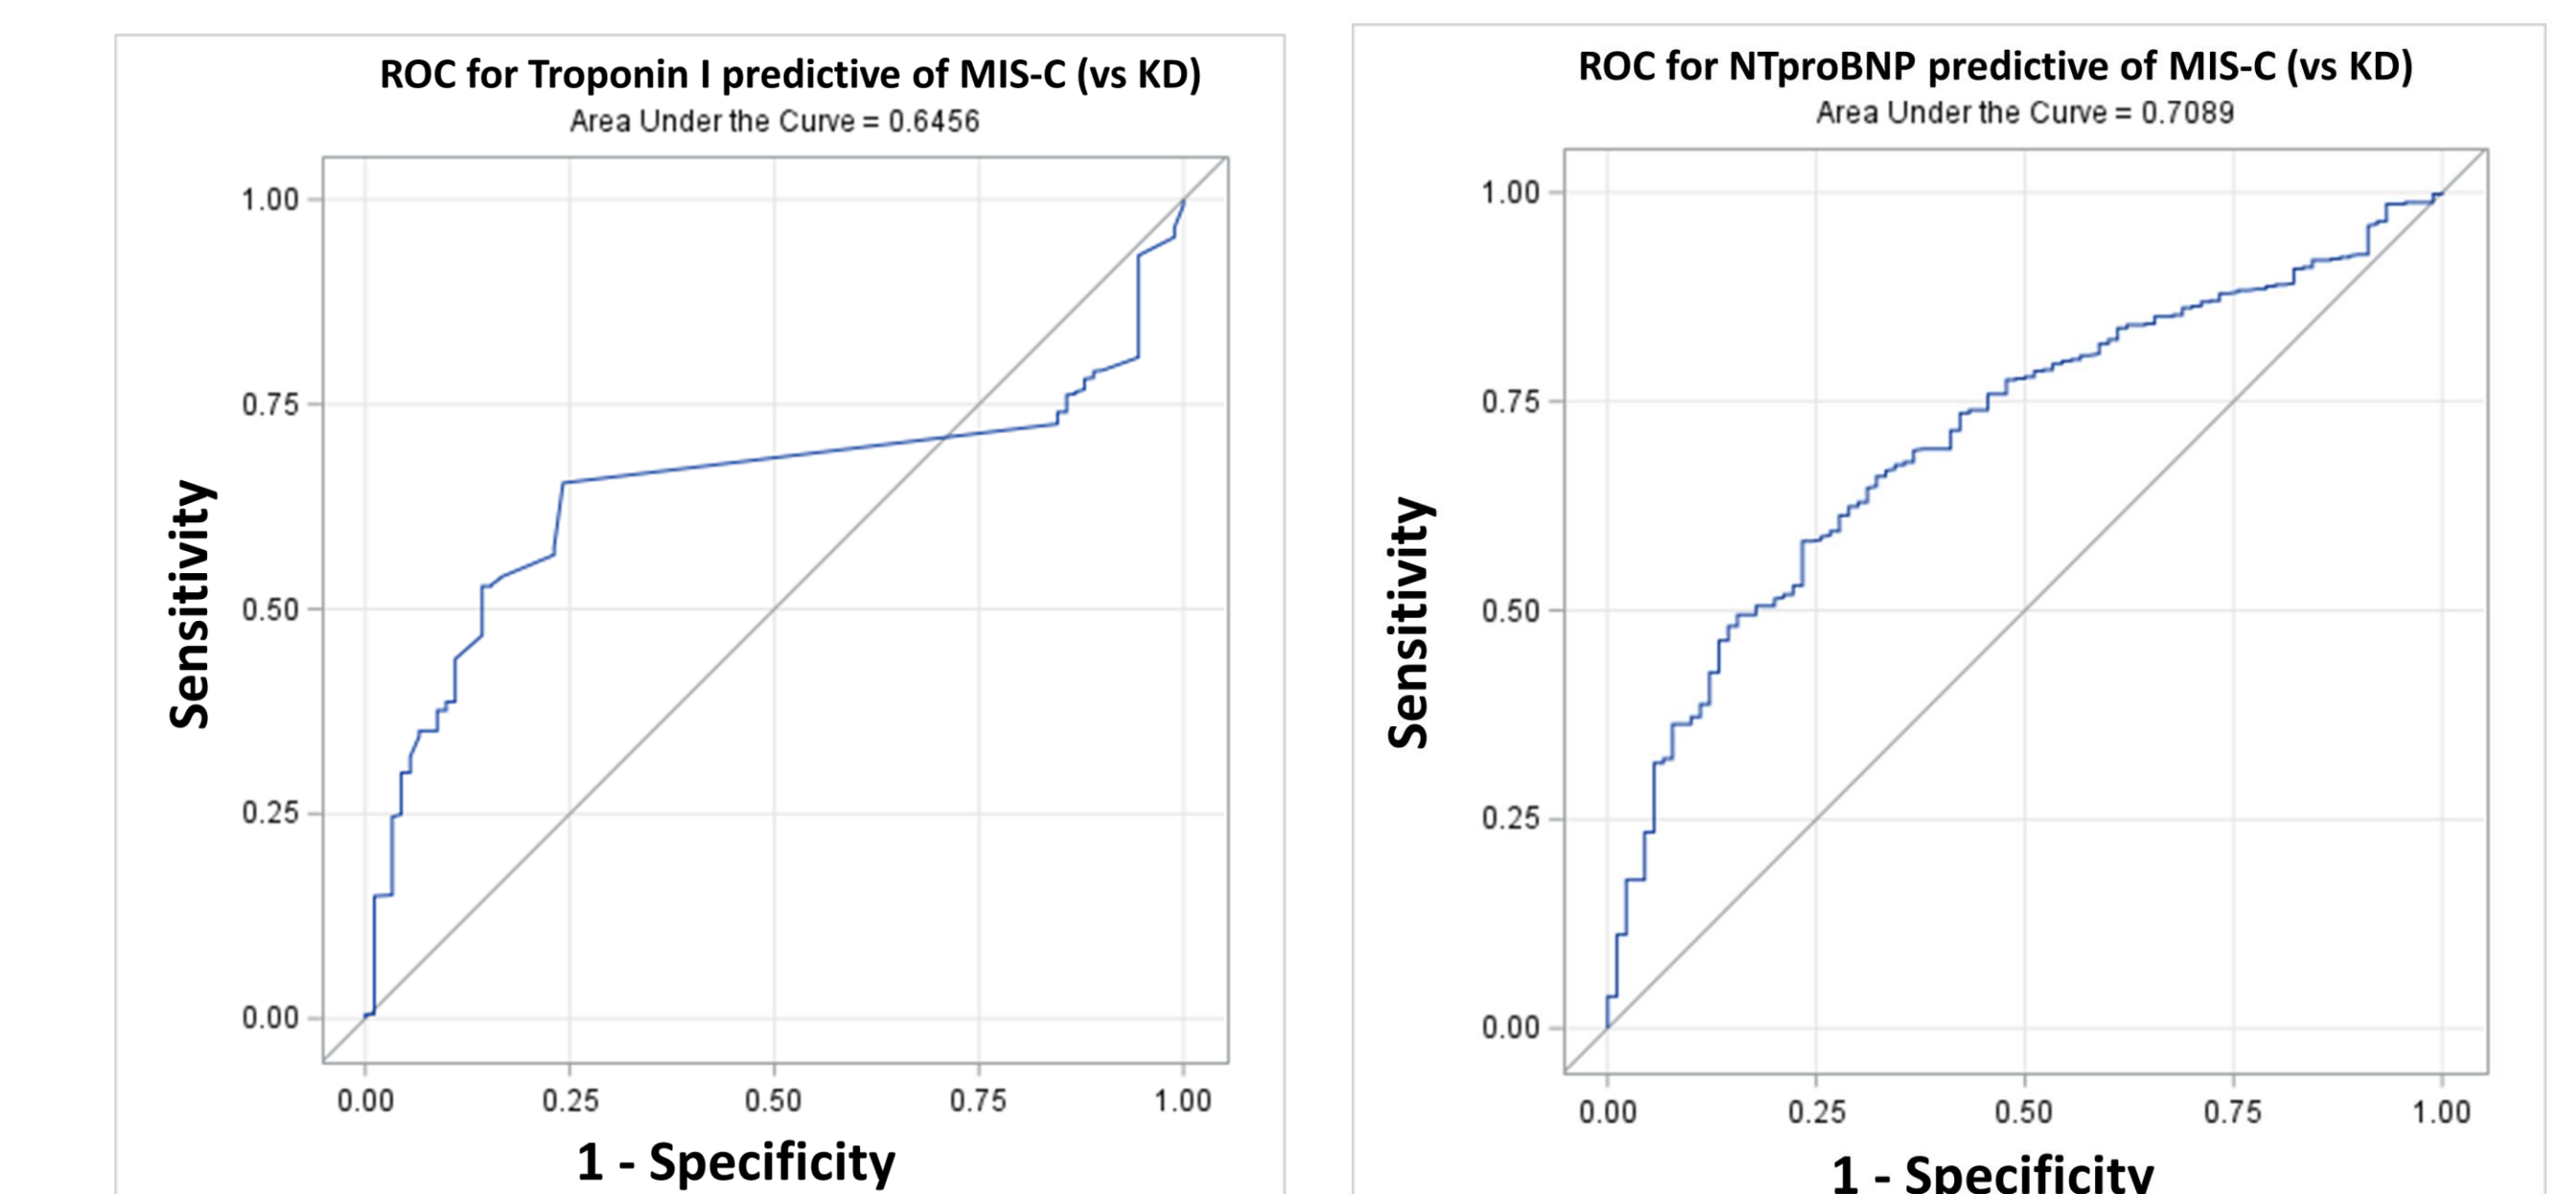 ROC for Troponin I predictive of MIS-C (vs KD)
Area Under the Curve = 0.6456
1.00
0.75
0.50
0.25
0.00
Sensitivity
0.00 0.25 0.50 0.75 1.00
1 - Specificity
ROC for NTproBNP predictive of MIS-C (vs KD)
Area Under the Curve = 0.7089
1.00
0.75
0.50
0.25
0.00
Sensitivity
0.00 0.25 0.50 0.75 1.00
1 - Specificity